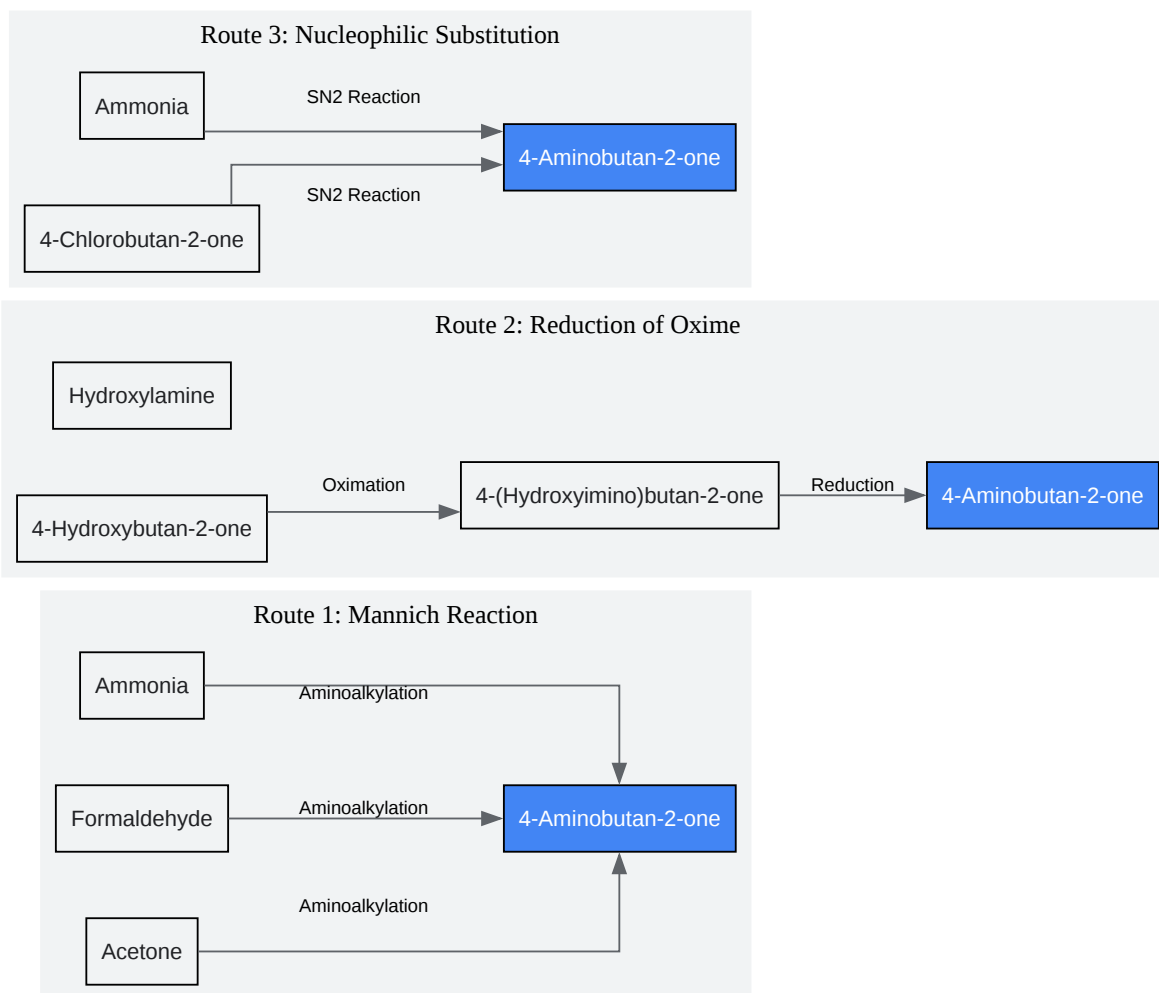 Route 3: Nucleophilic Substitution
Ammonia
SN2 Reaction
4-Aminobutan-2-one
SN2 Reaction
4-Chlorobutan-2-one
Route 2: Reduction of Oxime
Hydroxylamine
Oximation
4-(Hydroxyimino)butan-2-one
Reduction
4-Aminobutan-2-one
4-Hydroxybutan-2-one
Route 1: Mannich Reaction
Ammonia
Aminoalkylation
Formaldehyde
Aminoalkylation
4-Aminobutan-2-one
Aminoalkylation
Acetone